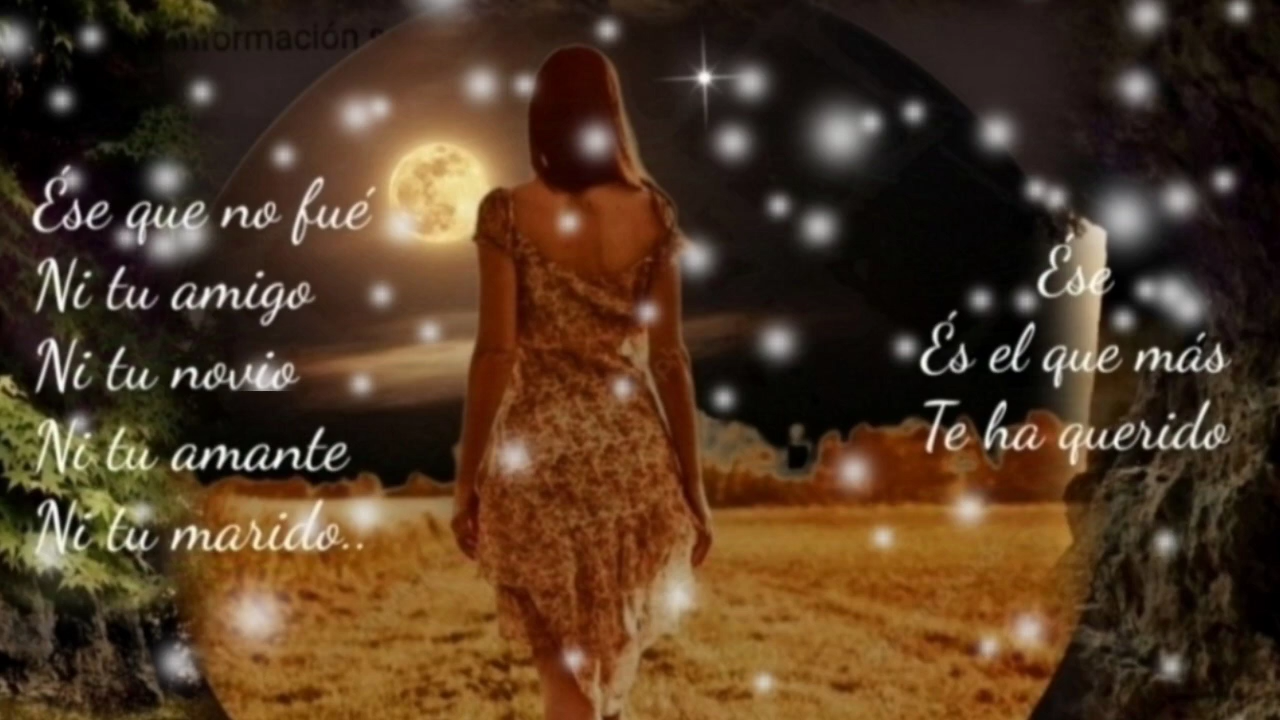 información s
Ése que no fué
Ni tu amigo
Ni tu novio
Ni tu amante
Ni tu marido..
Ése
És el que más
Te ha querido